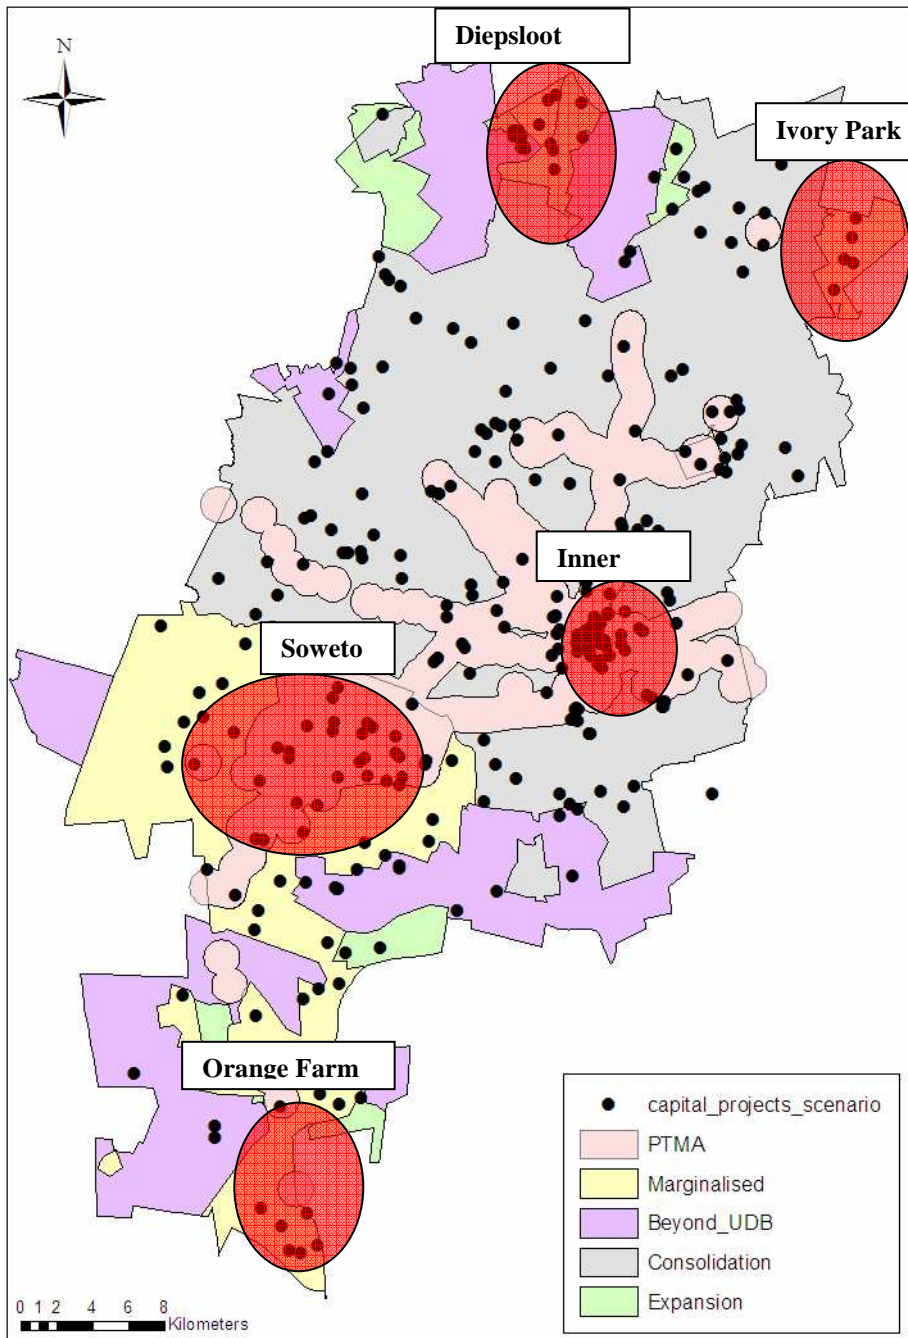 Diepsloot
N
Ivory Park
Inner
Soweto
Orange Farm
capital_projects_scenario
PTMA
Marginalised
Beyond_UDB
Consolidation
Expansion
0 1 2 4 6 8
Kilometers